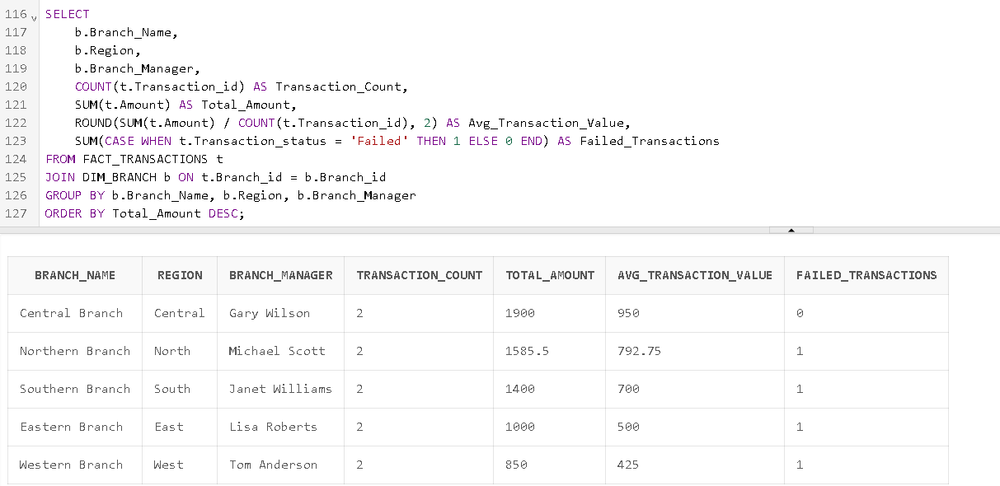 116 SELECT
117 b.Branch_Name,
118 b.Region,
119 b.Branch_Manager,
120 COUNT(t.Transaction_id) AS Transaction_Count,
121 SUM(t.Amount) AS Total_Amount,
122 ROUND(SUM(t.Amount) / COUNT(t.Transaction_id), 2) AS Avg_Transaction_Value,
123 SUM(CASE WHEN t.Transaction_status = 'Failed' THEN 1 ELSE 0 END) AS Failed_Transactions
124 FROM FACT_TRANSACTIONS t
125 JOIN DIM_BRANCH b ON t.Branch_id = b.Branch_id
126 GROUP BY b.Branch_Name, b.Region, b.Branch_Manager
127 ORDER BY Total_Amount DESC;
BRANCH_NAME REGION BRANCH_MANAGER TRANSACTION_COUNT TOTAL_AMOUNT AVG_TRANSACTION_VALUE FAILED_TRANSACTIONS
Central Branch Central Gary Wilson 2 1900 950 0
Northern Branch North Michael Scott 2 1585.5 792.75 1
Southern Branch South Janet Williams 2 1400 700 1
Eastern Branch East Lisa Roberts 2 1000 500 1
Western Branch West Tom Anderson 2 850 425 1